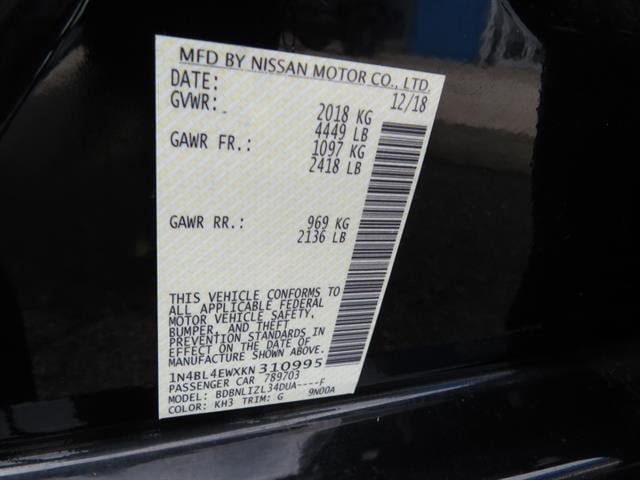 MFD BY NISSAN MOTOR CO., LTD.
DATE: 12/18
GVWR: 2018 KG
4449 LB
GAWR FR.: 1097 KG
2418 LB
GAWR RR.: 969 KG
2136 LB
THIS VEHICLE CONFORMS TO
ALL APPLICABLE FEDERAL
MOTOR VEHICLE SAFETY,
BUMPER, AND THEFT
PREVENTION STANDARDS IN
EFFECT ON THE DATE OF
MANUFACTURE SHOWN ABOVE.
1N4BL4EWXKN310995
PASSENGER CAR 789703
MODEL: BDBNLIZL34DUA----F
COLOR: KH3 TRIM: G 9N00A